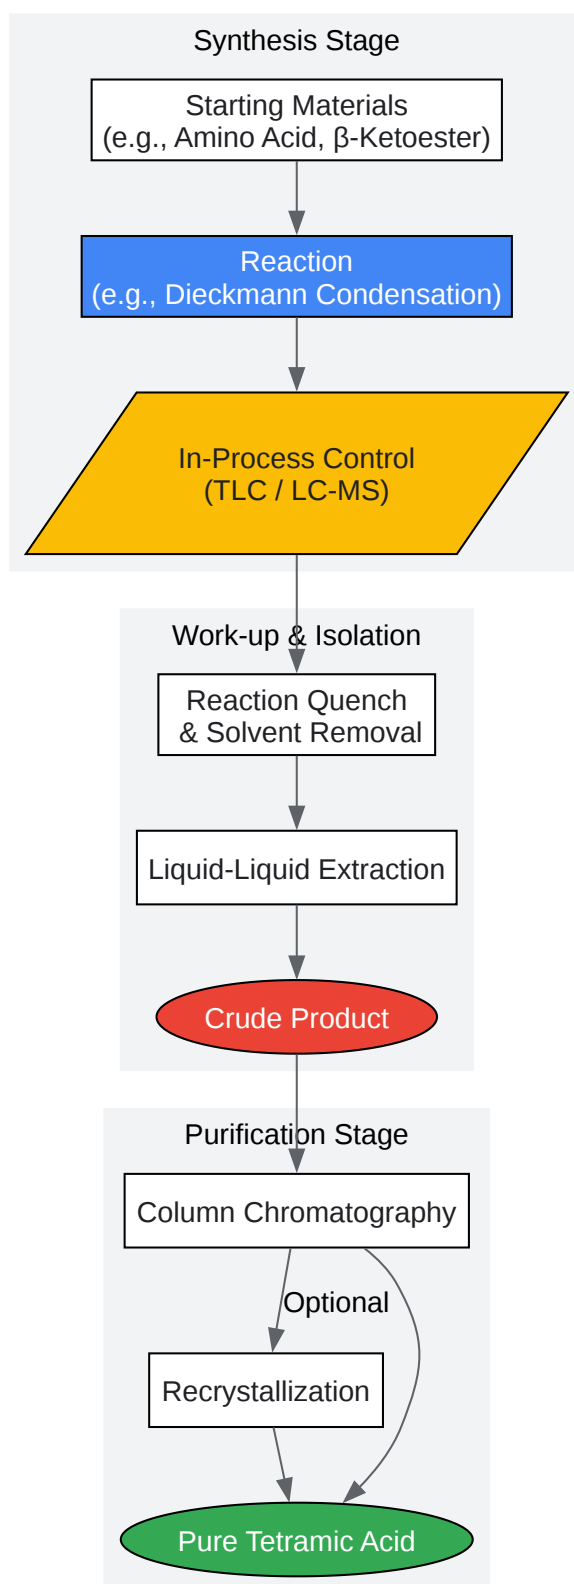 Synthesis Stage
Starting Materials
(e.g., Amino Acid, β-Ketoester)
Reaction
(e.g., Dieckmann Condensation)
In-Process Control
(TLC / LC-MS)
Work-up & Isolation
Reaction Quench
& Solvent Removal
Liquid-Liquid Extraction
Crude Product
Purification Stage
Column Chromatography
Optional
Recrystallization
Pure Tetramic Acid